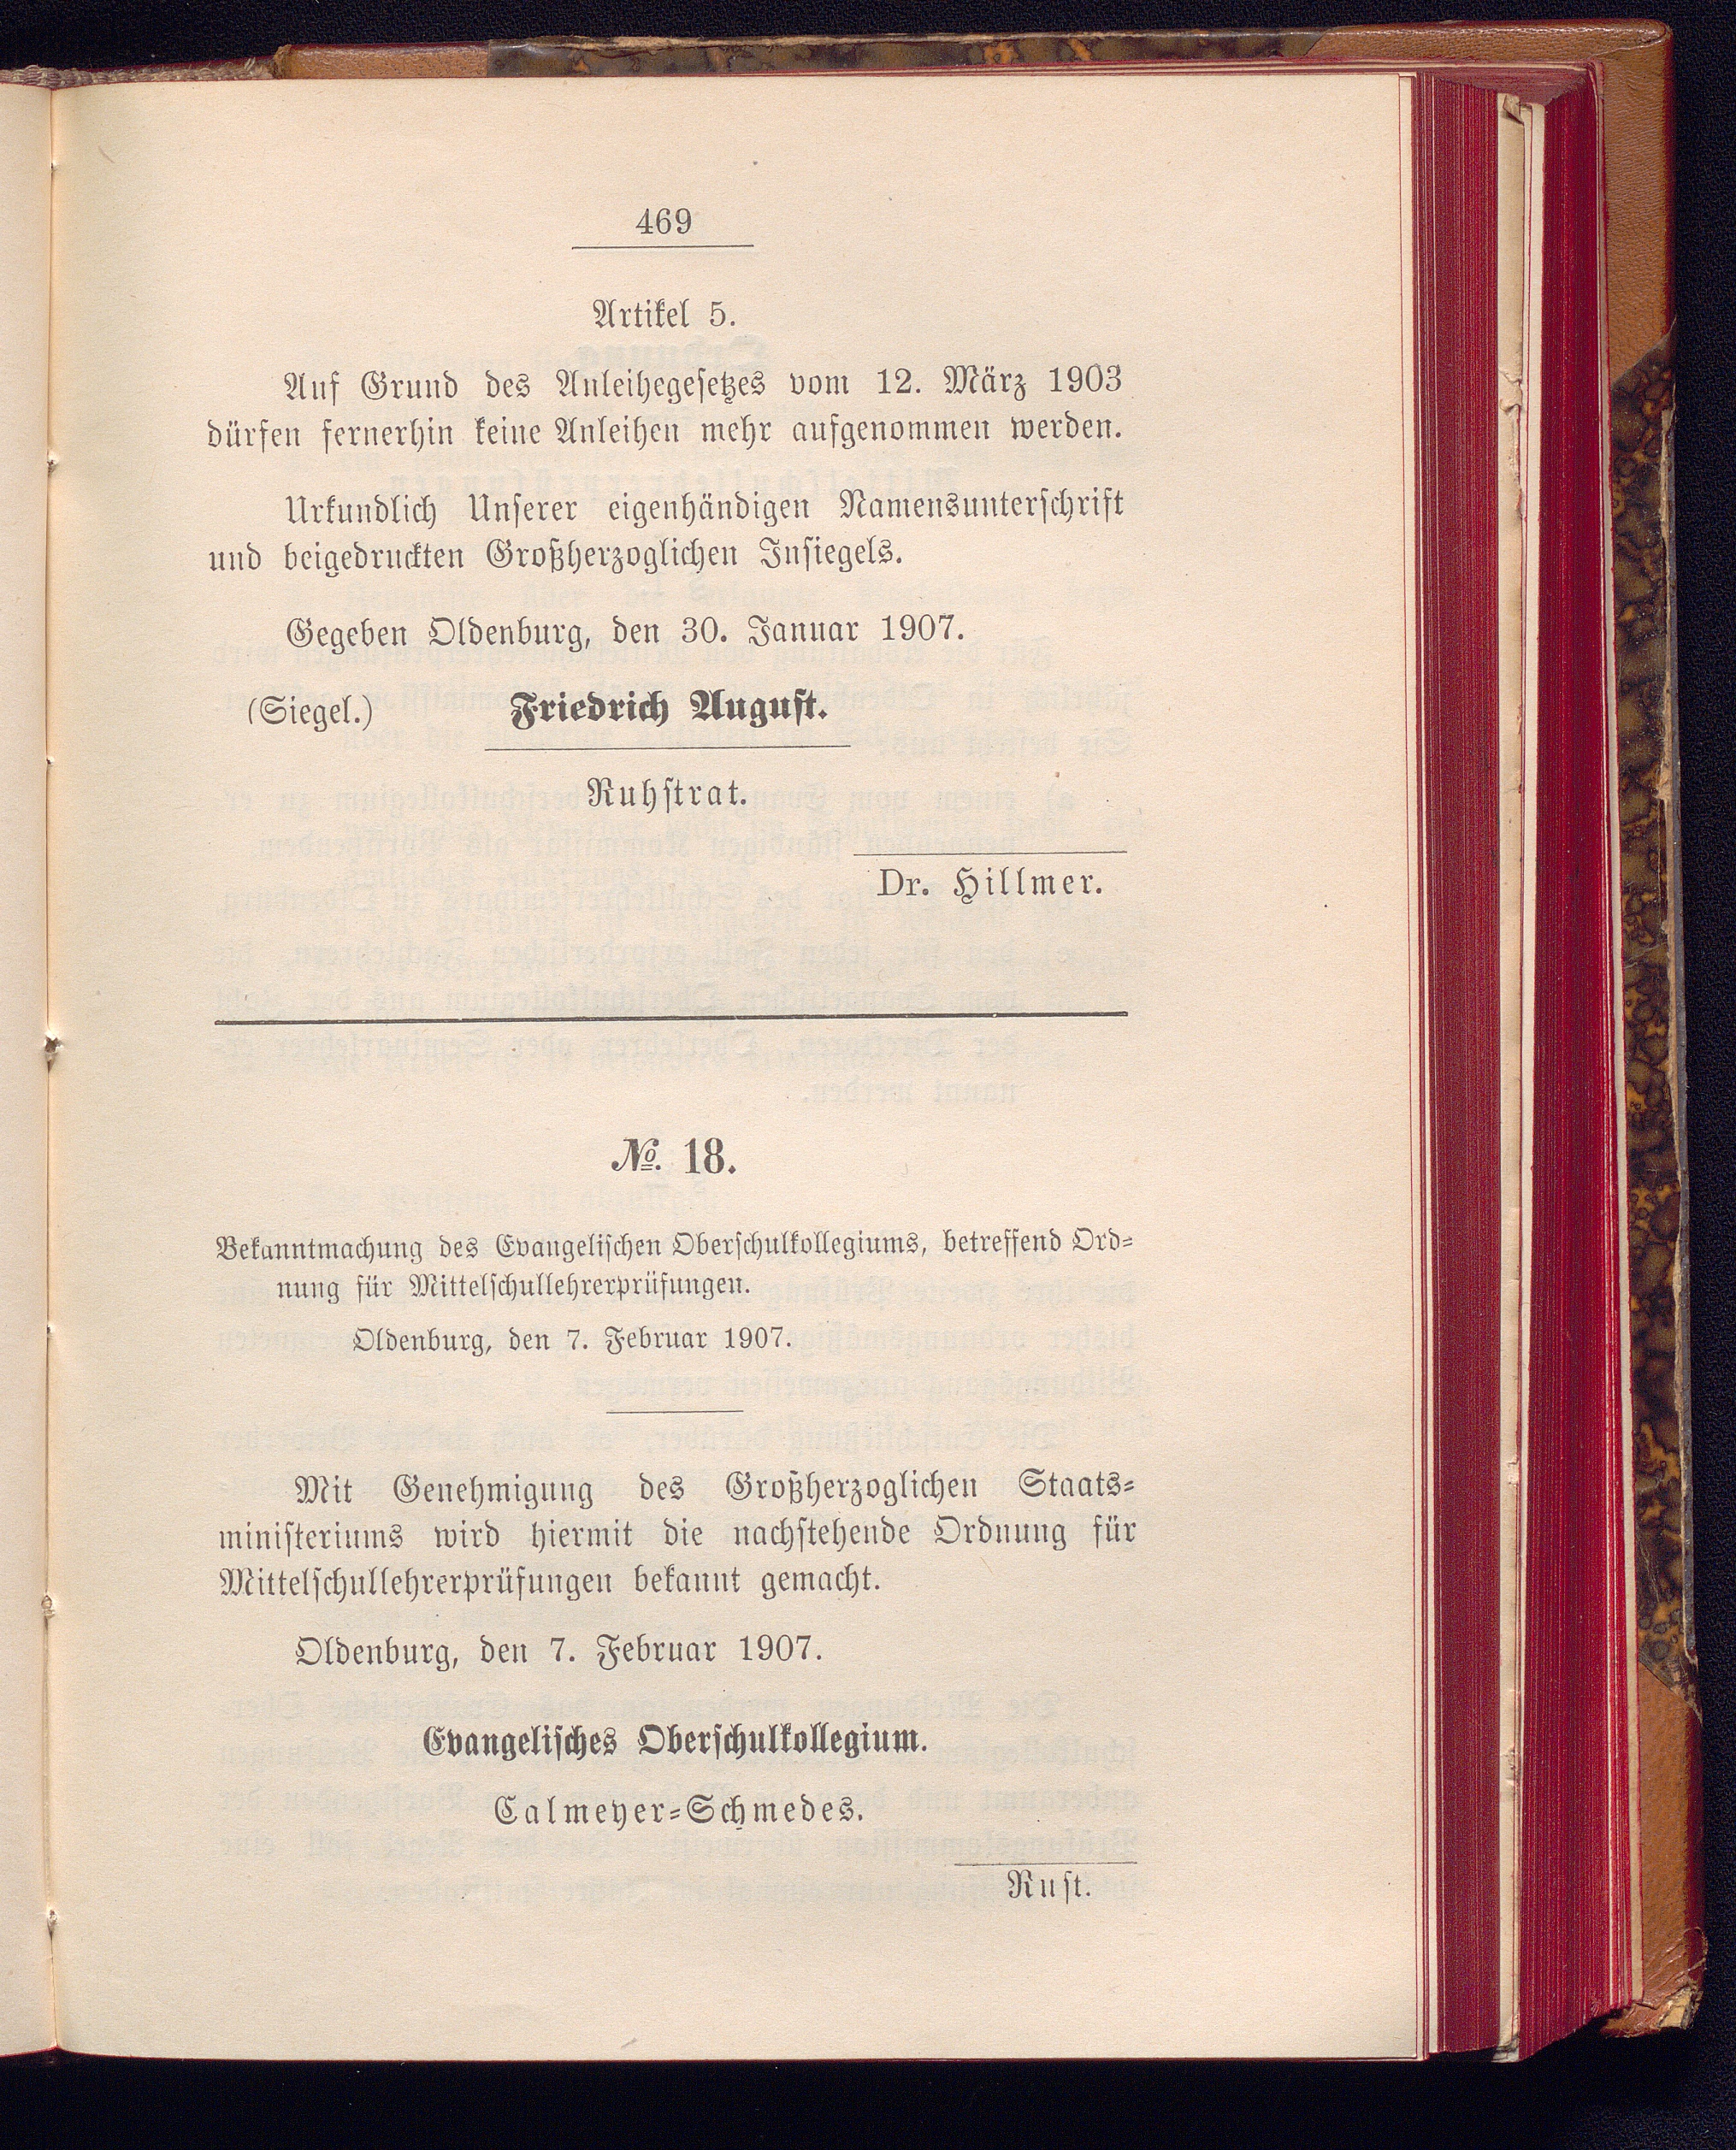 469
Artikel 5.
Auf Grund des Anleihegesetzes vom 12. März 1903
dürfen fernerhin keine Anleihen mehr aufgenommen werden.
Urkundlich Unserer eigenhändigen Namensunterschrift
und beigedruckten Großherzoglichen Insiegels.
Gegeben Oldenburg, den 30. Januar 1907.
(Siegel.) Friedrich August.
Ruhstrat.
Dr. Hillmer.
№. 18.
Bekanntmachung des Evangelischen Oberschulkollegiums, betreffend Ord-
nung für Mittelschullehrerprüfungen.
Oldenburg, den 7. Februar 1907.
Mit Genehmigung des Großherzoglichen Staats-
ministeriums wird hiermit die nachstehende Ordnung für
Mittelschullehrerprüfungen bekannt gemacht.
Oldenburg, den 7. Februar 1907.
Evangelisches Oberschulkollegium.
Calmeyer-Schmedes.
Rust.